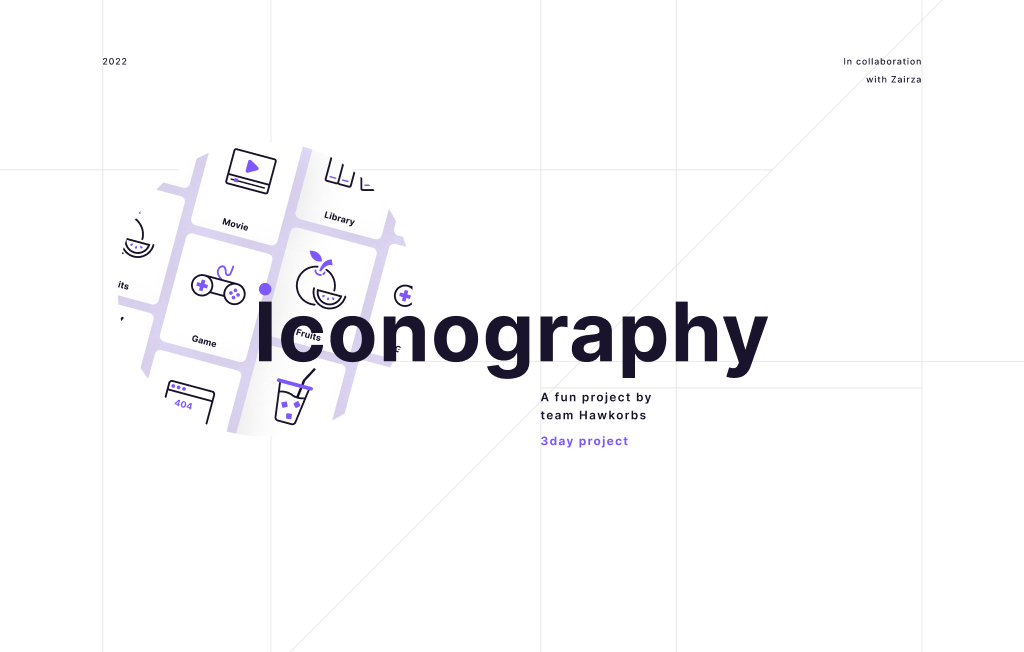 2022
In collaboration
with Zairza
Movie
Library
its
Game
Fruits
404
Iconography
A fun project by
team Hawkorbs
3day project